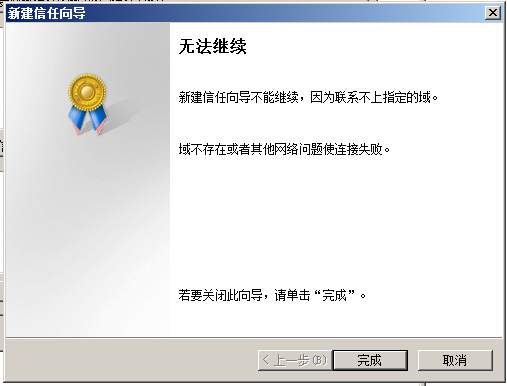 新建信任向导
无法继续
新建信任向导不能继续，因为联系不上指定的域。
域不存在或者其他网络问题使连接失败。
若要关闭此向导，请单击“完成”。
< 上一步(B)
完成
取消